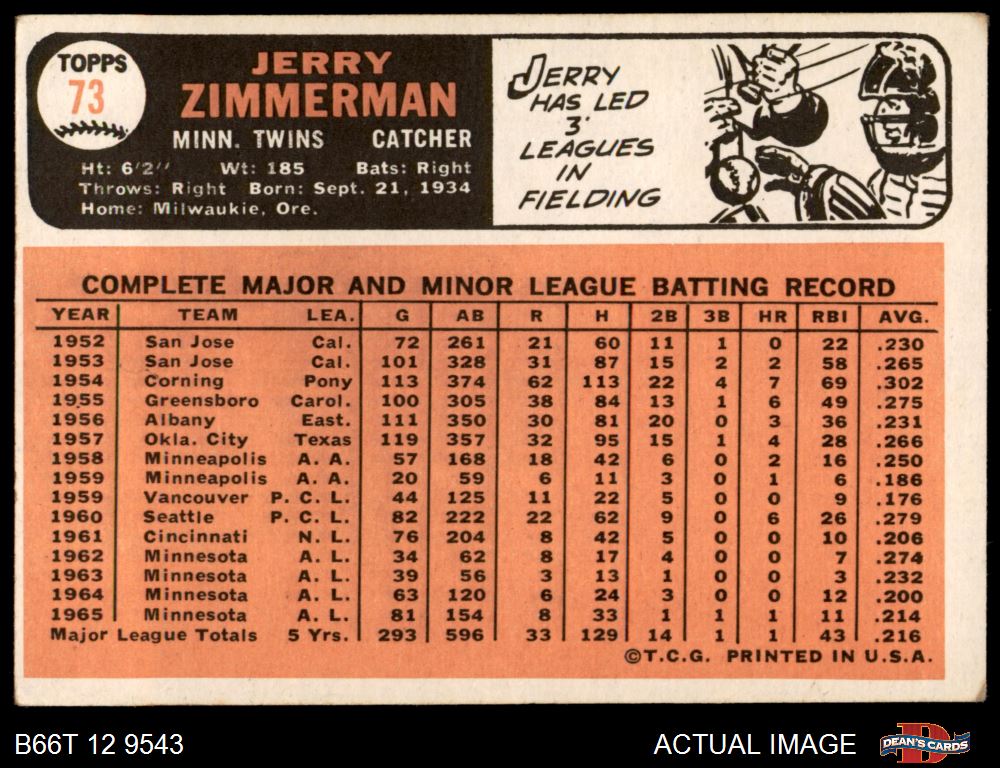 TOPPS
73
JERRY
ZIMMERMAN
MINN. TWINS CATCHER
Ht: 6'2" Wt: 185 Bats: Right
Throws: Right Born: Sept. 21, 1934
Home: Milwaukie, Ore.
JERRY
HAS LED
3
LEAGUES
IN
FIELDING
COMPLETE MAJOR AND MINOR LEAGUE BATTING RECORD
YEAR TEAM LEA. G AB R H 2B 3B HR RBI AVG.
1952 San Jose Cal. 72 261 21 60 11 1 0 22 .230
1953 San Jose Cal. 101 328 31 87 15 2 2 58 .265
1954 Corning Pony 113 374 62 113 22 4 7 69 .302
1955 Greensboro Carol. 100 305 38 84 13 1 6 49 .275
1956 Albany East. 111 350 30 81 20 0 3 36 .231
1957 Okla. City Texas 119 357 32 95 15 1 4 28 .266
1958 Minneapolis A. A. 57 168 18 42 6 0 2 16 .250
1959 Minneapolis A. A. 20 59 6 11 3 0 1 6 .186
1959 Vancouver P. C. L. 44 125 11 22 5 0 0 9 .176
1960 Seattle P. C. L. 82 222 22 62 9 0 6 26 .279
1961 Cincinnati N. L. 76 204 8 42 5 0 0 10 .206
1962 Minnesota A. L. 34 62 8 17 4 0 0 7 .274
1963 Minnesota A. L. 39 56 3 13 1 0 0 3 .232
1964 Minnesota A. L. 63 120 6 24 3 0 0 12 .200
1965 Minnesota A. L. 81 154 8 33 1 1 1 11 .214
Major League Totals 5 Yrs. 293 596 33 129 14 1 1 43 .216
©T.C.G. PRINTED IN U.S.A.
B66T 12 9543
ACTUAL IMAGE
DEAN'S CARDS